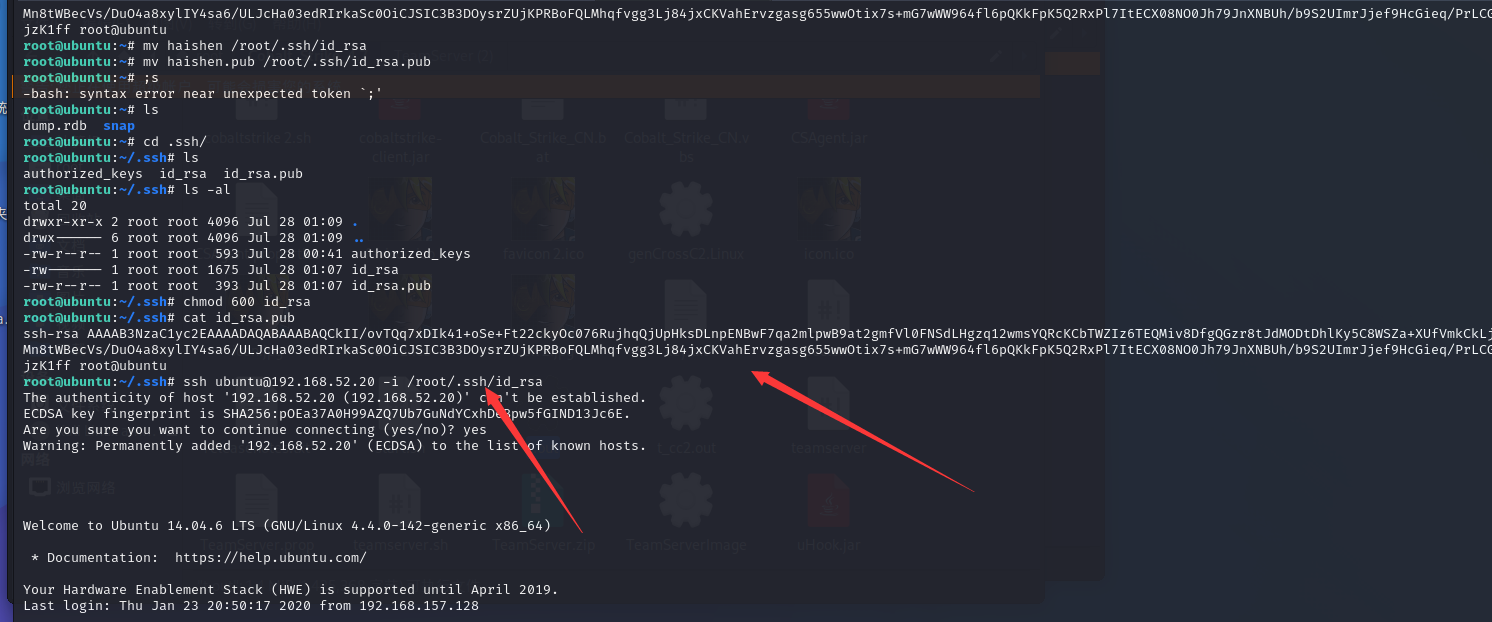 Mn8tWBecVs/DuO4a8xylIY4sa6/ULJcHa03edRIrkaSc0OiCJSIC3B3DOysrZUjKPRBoFQLMhqfvgg3Lj84jxCKVahErvzgasg655wwOtix7s+mG7wWW964fl6pQKkFpK5Q2RxPl7ItECX08NO0Jh79JnXNBUh/b9S2UImrJjef9HcGieq/PrLCG
jzK1ff root@ubuntu
root@ubuntu:~# mv haishen /root/.ssh/id_rsa
root@ubuntu:~# mv haishen.pub /root/.ssh/id_rsa.pub
root@ubuntu:~# ;s
-bash: syntax error near unexpected token `;'
root@ubuntu:~# ls
dump.rdb snap
root@ubuntu:~# cd .ssh/
root@ubuntu:~/.ssh# ls
authorized_keys id_rsa id_rsa.pub
root@ubuntu:~/.ssh# ls -al
total 20
drwxr-xr-x 2 root root 4096 Jul 28 01:09 .
drwx------ 6 root root 4096 Jul 28 01:09 ..
-rw-r--r-- 1 root root 593 Jul 28 00:41 authorized_keys
-rw------- 1 root root 1675 Jul 28 01:07 id_rsa
-rw-r--r-- 1 root root 393 Jul 28 01:07 id_rsa.pub
root@ubuntu:~/.ssh# chmod 600 id_rsa
root@ubuntu:~/.ssh# cat id_rsa.pub
ssh-rsa AAAAB3NzaC1yc2EAAAADAQABAAABAQCkII/ovTQq7xDIk41+oSe+Ft22ckyOc076RujhqQjUpHksDLnpENBwF7qa2mlpwB9at2gmfVl0FNSdLHgzq12wmsYQRcKCbTWZIz6TEQMiv8DfgQGzr8tJdMODtDhlKy5C8WSZa+XUfVmkCkLj
Mn8tWBecVs/DuO4a8xylIY4sa6/ULJcHa03edRIrkaSc0OiCJSIC3B3DOysrZUjKPRBoFQLMhqfvgg3Lj84jxCKVahErvzgasg655wwOtix7s+mG7wWW964fl6pQKkFpK5Q2RxPl7ItECX08NO0Jh79JnXNBUh/b9S2UImrJjef9HcGieq/PrLCG
jzK1ff root@ubuntu
root@ubuntu:~/.ssh# ssh ubuntu@192.168.52.20 -i /root/.ssh/id_rsa
The authenticity of host '192.168.52.20 (192.168.52.20)' can't be established.
ECDSA key fingerprint is SHA256:pOEa37A0H99AZQ7Ub7GuNdYCxhDe3pw5fGIND13Jc6E.
Are you sure you want to continue connecting (yes/no)? yes
Warning: Permanently added '192.168.52.20' (ECDSA) to the list of known hosts.
Welcome to Ubuntu 14.04.6 LTS (GNU/Linux 4.4.0-142-generic x86_64)
* Documentation: https://help.ubuntu.com/
Your Hardware Enablement Stack (HWE) is supported until April 2019.
Last login: Thu Jan 23 20:50:17 2020 from 192.168.157.128